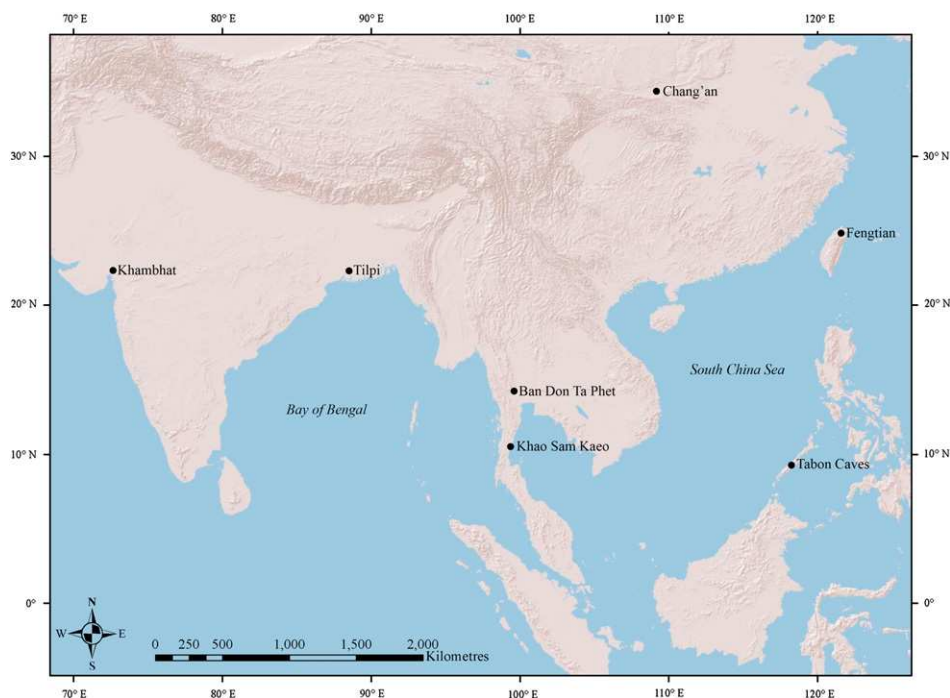 70° E 80° E 90° E 100° E 110° E 120° E
Chang’an
30° N 30° N
Fengtian
Khambhat Tilpi
20° N 20° N
South China Sea
Ban Don Ta Phet
Bay of Bengal
Khao Sam Kaeo
10° N 10° N
Tabon Caves
0° 0°
N
W E
S
0 250 500 1,000 1,500 2,000
Kilometres
70° E 80° E 90° E 100° E 110° E 120° E